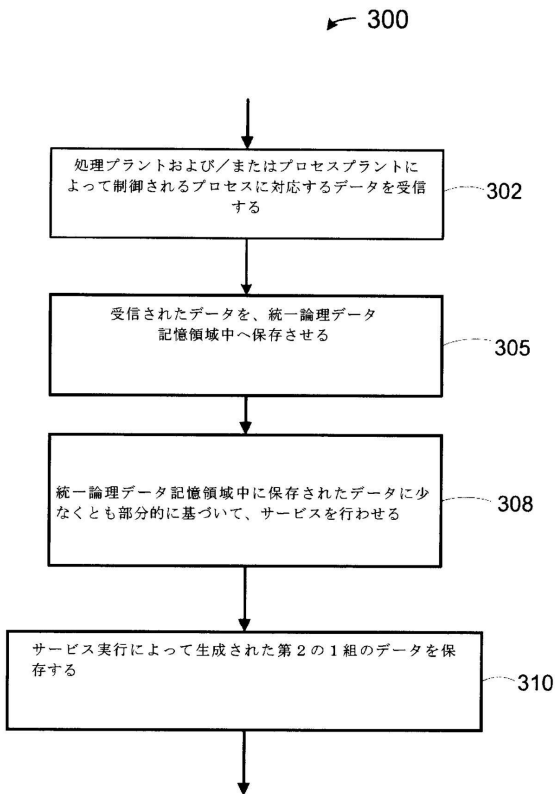 300
処理プラントおよび／またはプロセスプラントに
よって制御されるプロセスに対応するデータを受信
する
302
受信されたデータを、統一論理データ
記憶領域中へ保存させる
305
統一論理データ記憶領域中に保存されたデータに少
なくとも部分的に基づいて、サービスを行わせる
308
サービス実行によって生成された第２の１組のデータを保
存する
310